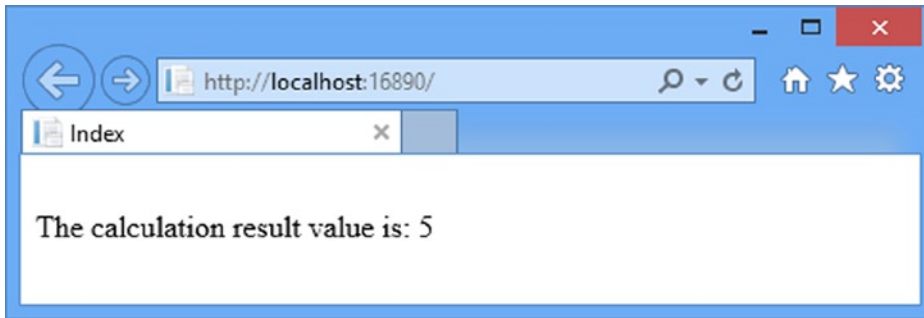 http://localhost:16890/
Index
The calculation result value is: 5